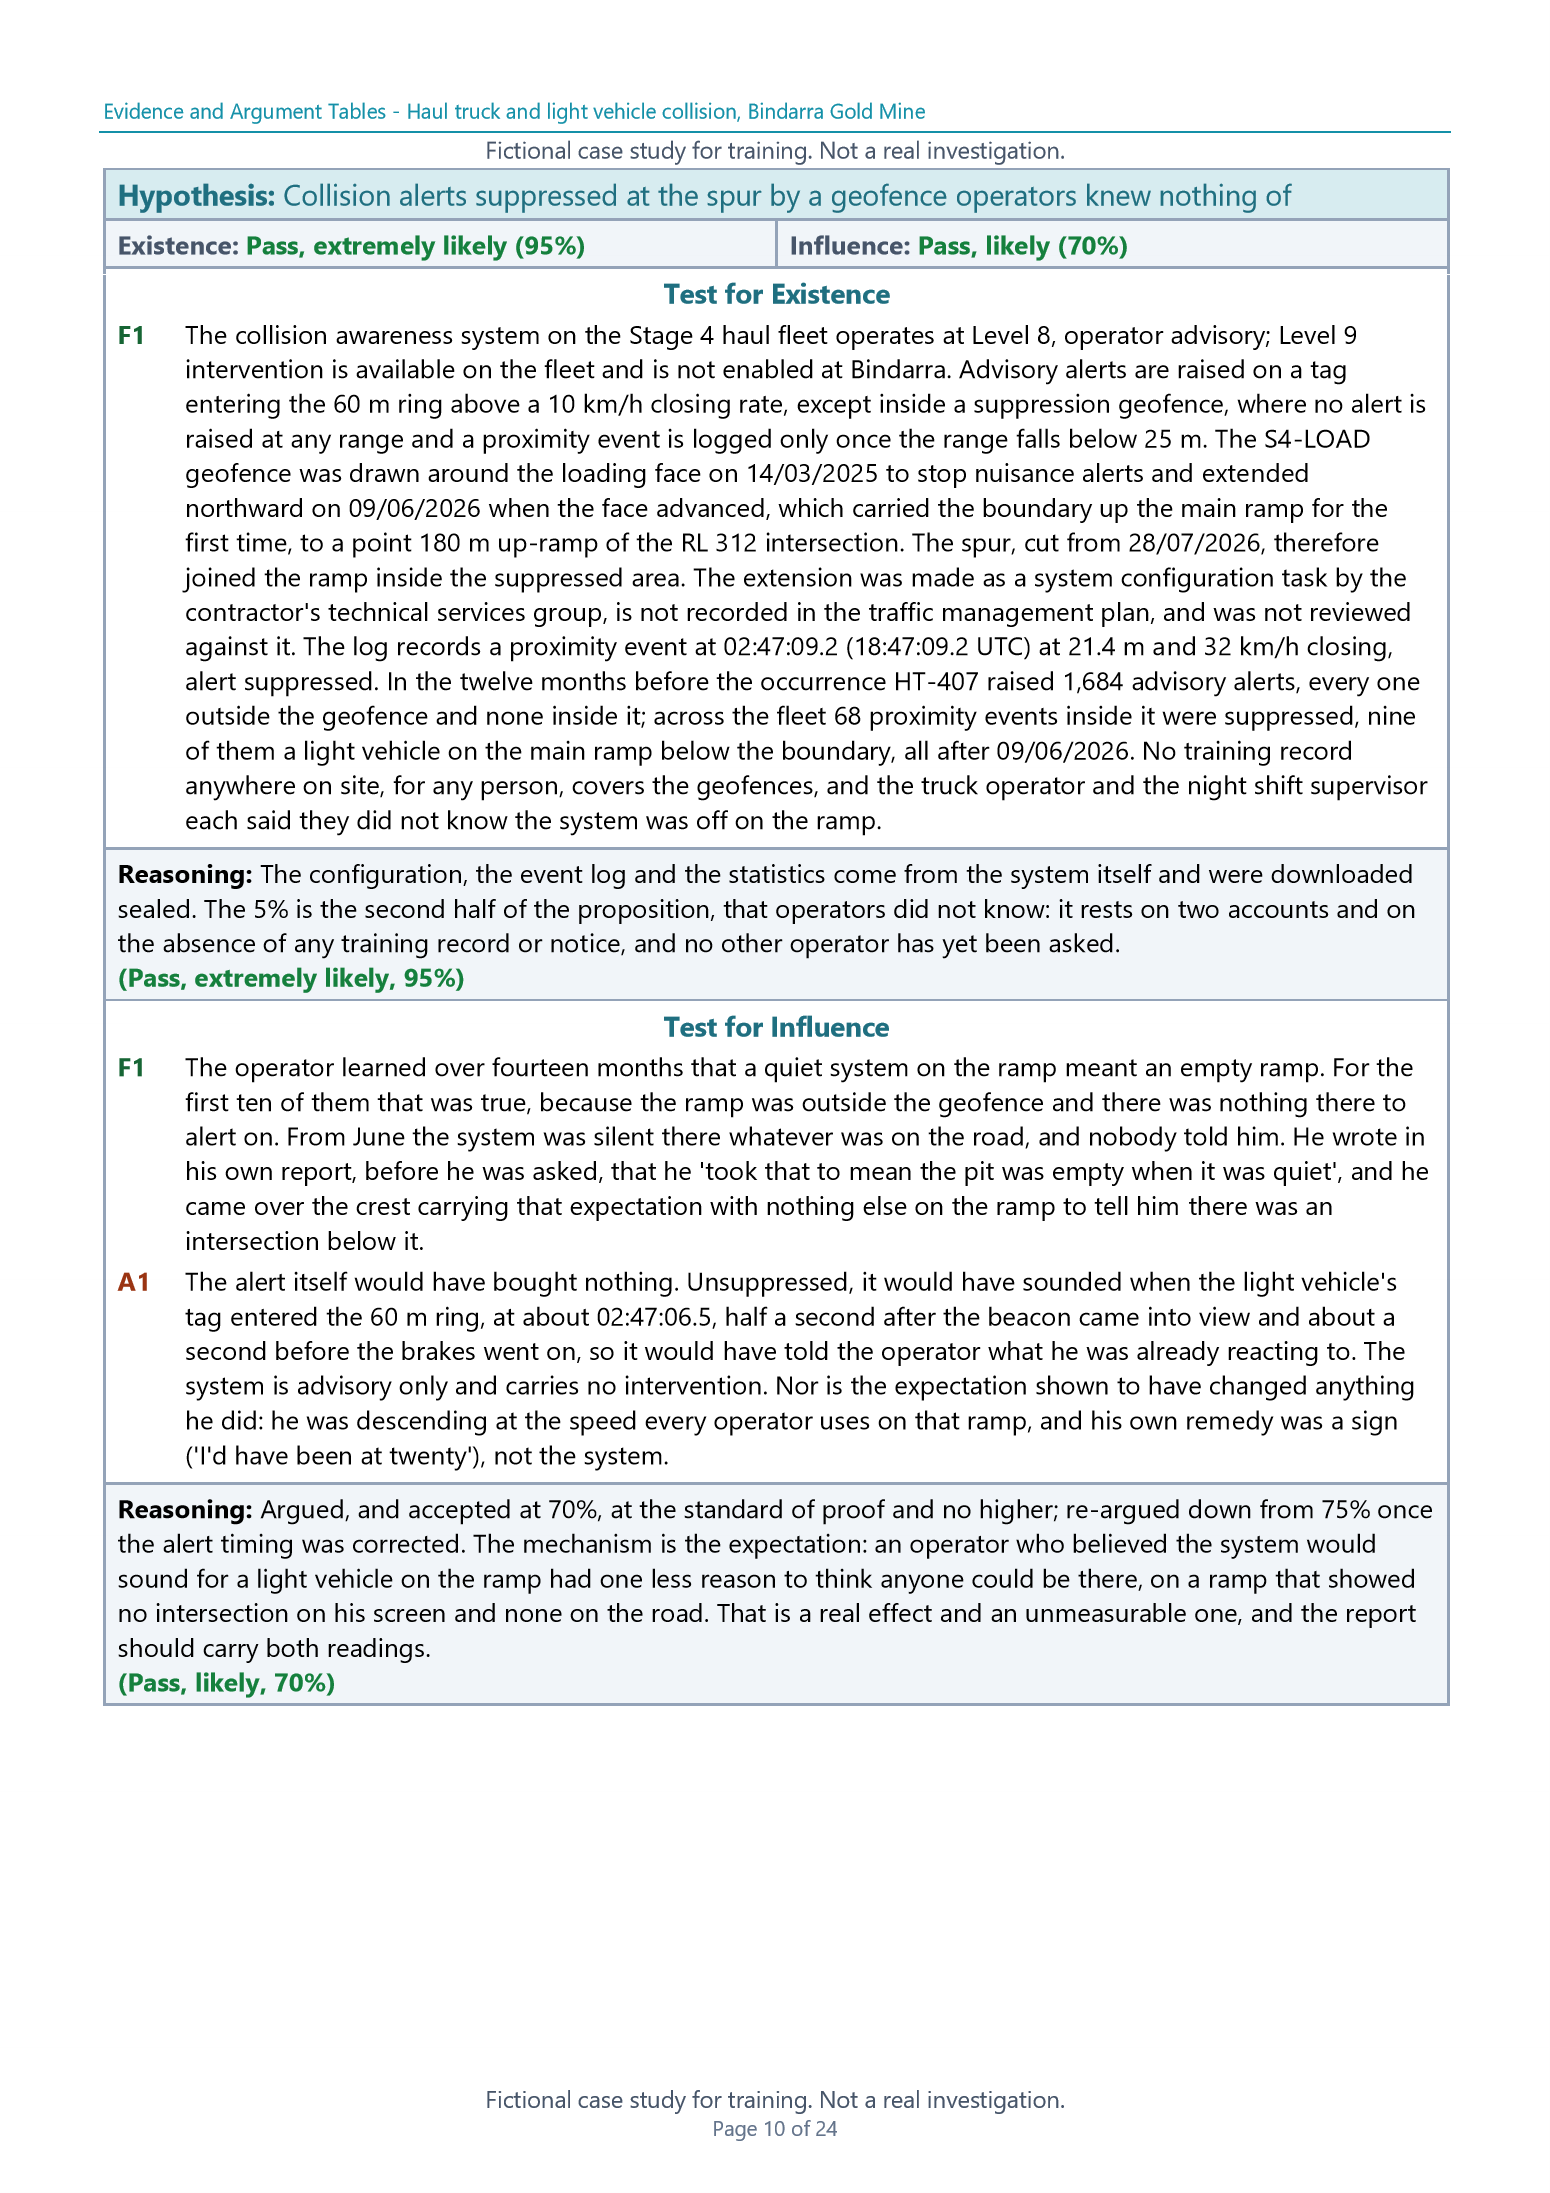 Evidence and Argument Tables - Haul truck and light vehicle collision, Bindarra Gold Mine
Fictional case study for training. Not a real investigation.
Hypothesis: Collision alerts suppressed at the spur by a geofence operators knew nothing of
Existence: Pass, extremely likely (95%)
Influence: Pass, likely (70%)
Test for Existence
F1 The collision awareness system on the Stage 4 haul fleet operates at Level 8, operator advisory; Level 9
intervention is available on the fleet and is not enabled at Bindarra. Advisory alerts are raised on a tag
entering the 60 m ring above a 10 km/h closing rate, except inside a suppression geofence, where no alert is
raised at any range and a proximity event is logged only once the range falls below 25 m. The S4-LOAD
geofence was drawn around the loading face on 14/03/2025 to stop nuisance alerts and extended
northward on 09/06/2026 when the face advanced, which carried the boundary up the main ramp for the
first time, to a point 180 m up-ramp of the RL 312 intersection. The spur, cut from 28/07/2026, therefore
joined the ramp inside the suppressed area. The extension was made as a system configuration task by the
contractor's technical services group, is not recorded in the traffic management plan, and was not reviewed
against it. The log records a proximity event at 02:47:09.2 (18:47:09.2 UTC) at 21.4 m and 32 km/h closing,
alert suppressed. In the twelve months before the occurrence HT-407 raised 1,684 advisory alerts, every one
outside the geofence and none inside it; across the fleet 68 proximity events inside it were suppressed, nine
of them a light vehicle on the main ramp below the boundary, all after 09/06/2026. No training record
anywhere on site, for any person, covers the geofences, and the truck operator and the night shift supervisor
each said they did not know the system was off on the ramp.
Reasoning: The configuration, the event log and the statistics come from the system itself and were downloaded
sealed. The 5% is the second half of the proposition, that operators did not know: it rests on two accounts and on
the absence of any training record or notice, and no other operator has yet been asked.
(Pass, extremely likely, 95%)
Test for Influence
F1 The operator learned over fourteen months that a quiet system on the ramp meant an empty ramp. For the
first ten of them that was true, because the ramp was outside the geofence and there was nothing there to
alert on. From June the system was silent there whatever was on the road, and nobody told him. He wrote in
his own report, before he was asked, that he 'took that to mean the pit was empty when it was quiet', and he
came over the crest carrying that expectation with nothing else on the ramp to tell him there was an
intersection below it.
A1 The alert itself would have bought nothing. Unsuppressed, it would have sounded when the light vehicle's
tag entered the 60 m ring, at about 02:47:06.5, half a second after the beacon came into view and about a
second before the brakes went on, so it would have told the operator what he was already reacting to. The
system is advisory only and carries no intervention. Nor is the expectation shown to have changed anything
he did: he was descending at the speed every operator uses on that ramp, and his own remedy was a sign
('I'd have been at twenty'), not the system.
Reasoning: Argued, and accepted at 70%, at the standard of proof and no higher; re-argued down from 75% once
the alert timing was corrected. The mechanism is the expectation: an operator who believed the system would
sound for a light vehicle on the ramp had one less reason to think anyone could be there, on a ramp that showed
no intersection on his screen and none on the road. That is a real effect and an unmeasurable one, and the report
should carry both readings.
(Pass, likely, 70%)
Fictional case study for training. Not a real investigation.
Page 10 of 24